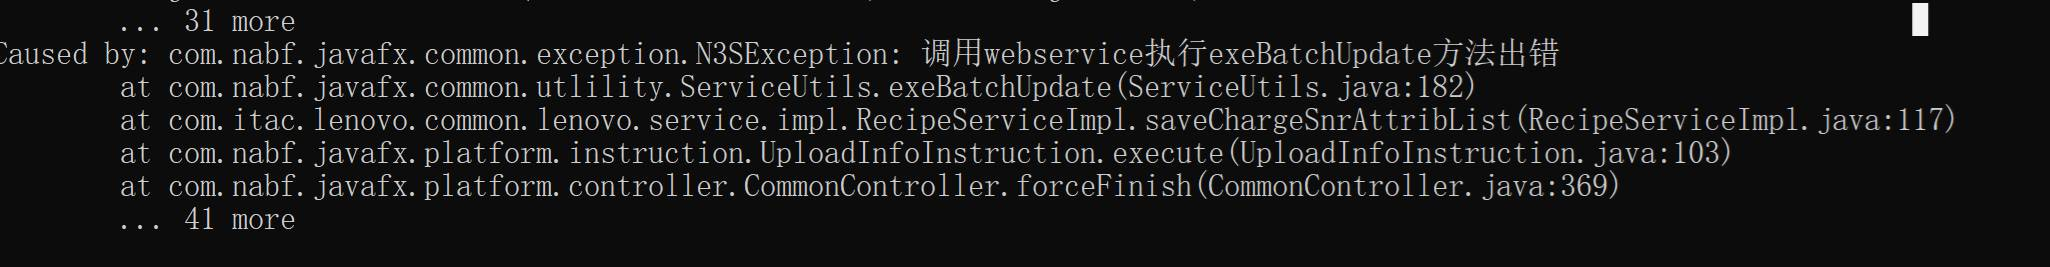 ... 31 more
Caused by: com.nabf.javafx.common.exception.N3SException: 调用webservice执行exeBatchUpdate方法出错
at com.nabf.javafx.common.utlility.ServiceUtils.exeBatchUpdate(ServiceUtils.java:182)
at com.itac.lenovo.common.lenovo.service.impl.RecipeServiceImpl.saveChargeSnrAttribList(RecipeServiceImpl.java:117)
at com.nabf.javafx.platform.instruction.UploadInfoInstruction.execute(UploadInfoInstruction.java:103)
at com.nabf.javafx.platform.controller.CommonController.forceFinish(CommonController.java:369)
... 41 more